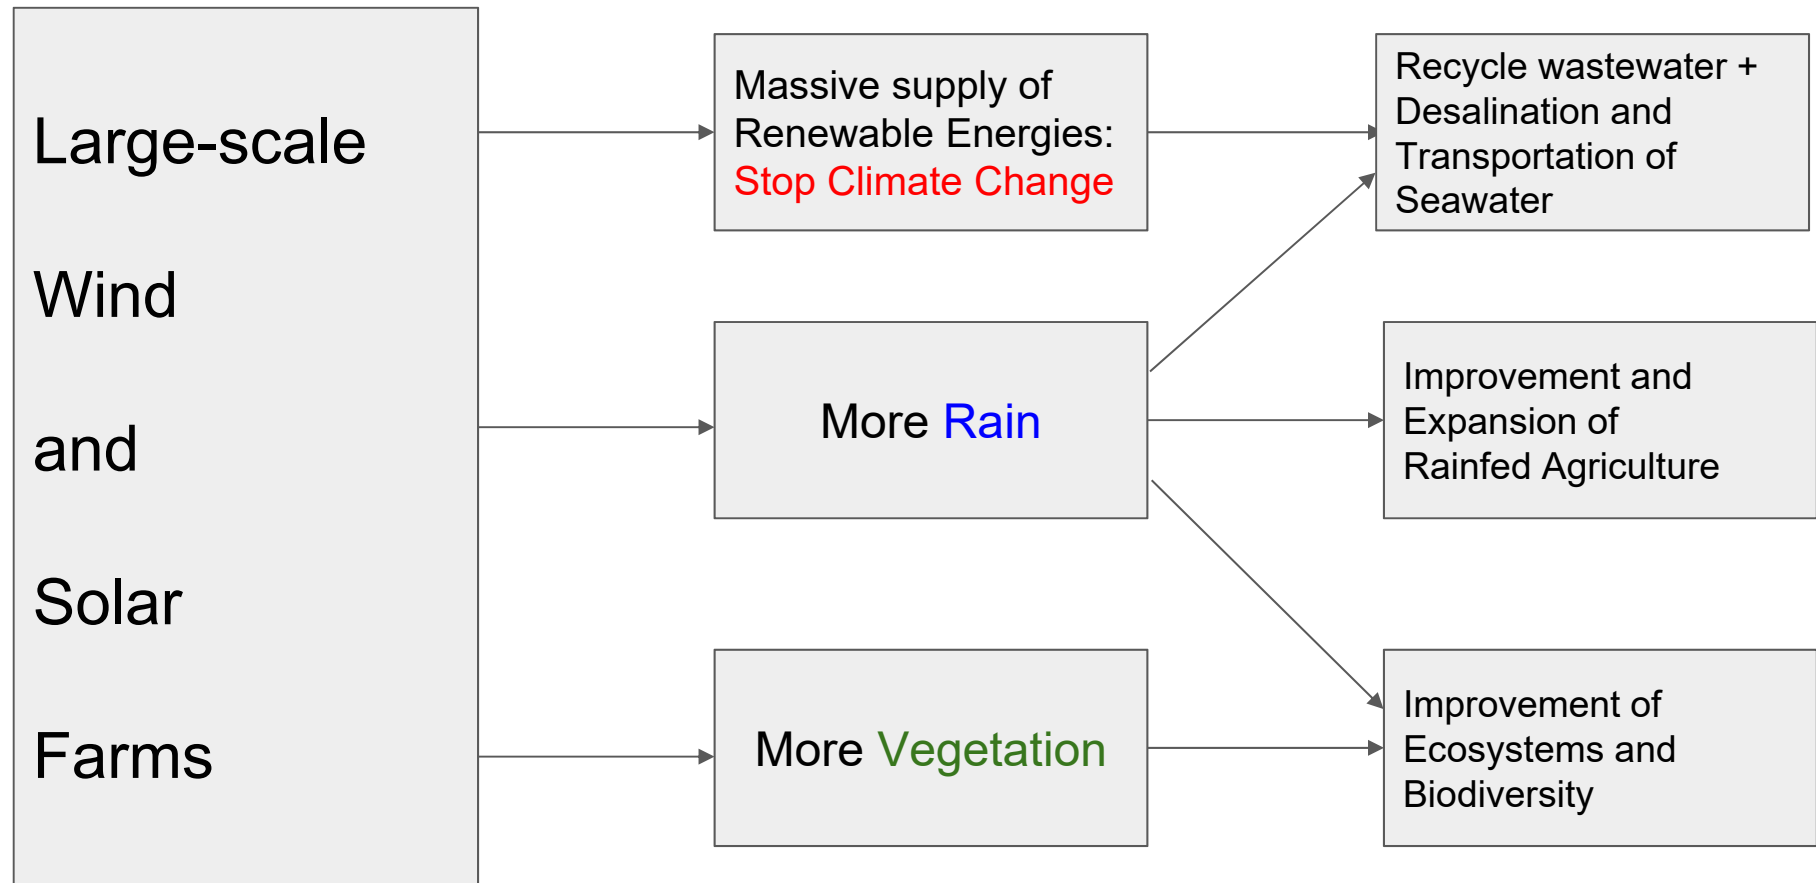 Large-scale
Wind
and
Solar
Farms
Massive supply of
Renewable Energies:
Stop Climate Change
More Rain
More Vegetation
Recycle wastewater +
Desalination and
Transportation of
Seawater
Improvement and
Expansion of
Rainfed Agriculture
Improvement of
Ecosystems and
Biodiversity